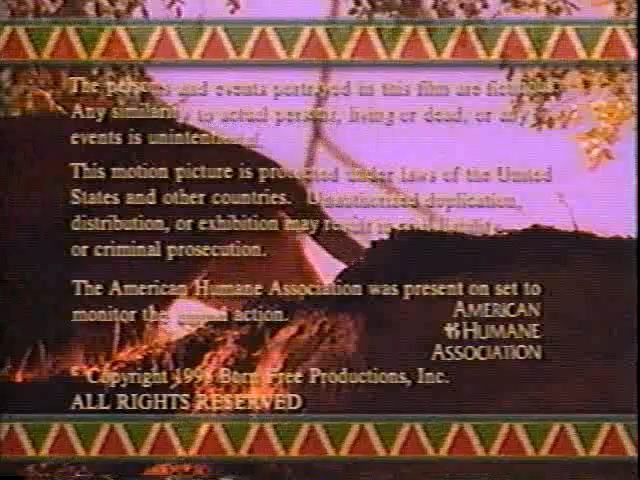 The persons and events portrayed in this film are fictional.
Any similarity to actual persons, living or dead, or any
events is unintentional.
This motion picture is protected under laws of the United
States and other countries. Unauthorized duplication,
distribution, or exhibition may result in civil liability
or criminal prosecution.
The American Humane Association was present on set to
monitor the animal action.
AMERICAN
HUMANE
ASSOCIATION
© Copyright Born Free Productions, Inc.
ALL RIGHTS RESERVED